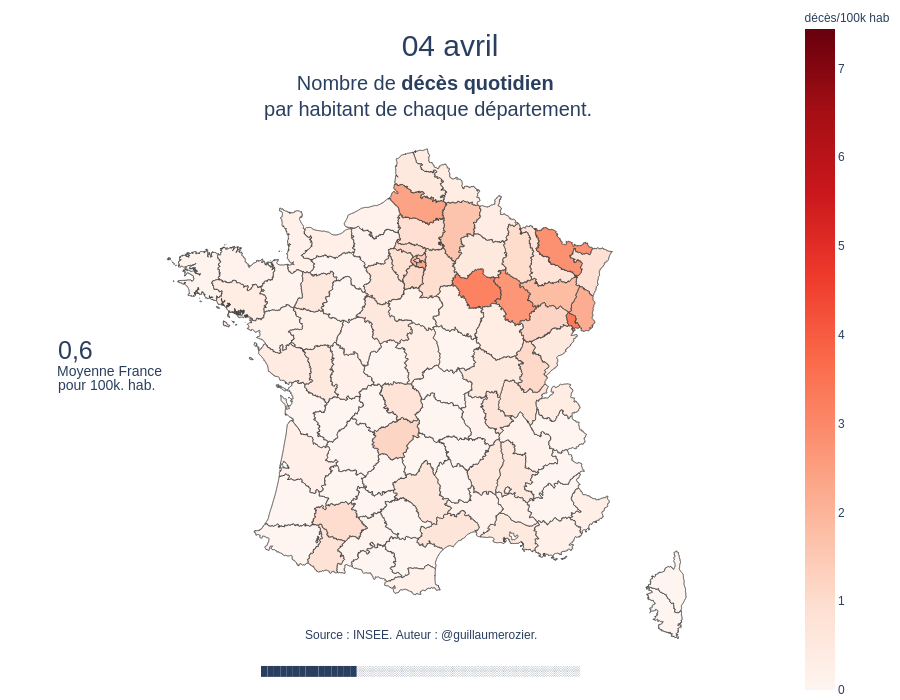 décès/100k hab
04 avril
Nombre de décès quotidien
par habitant de chaque département.
7
6
5
4
3
2
1
0
0,6
Moyenne France
pour 100k. hab.
Source : INSEE. Auteur : @guillaumerozier.